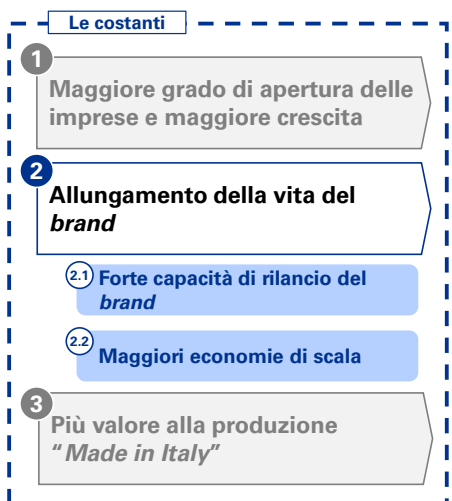 Le costanti
1
Maggiore grado di apertura delle
imprese e maggiore crescita
2
Allungamento della vita del
brand
2.1 Forte capacità di rilancio del
brand
2.2
Maggiori economie di scala
3
Più valore alla produzione
“Made in Italy”